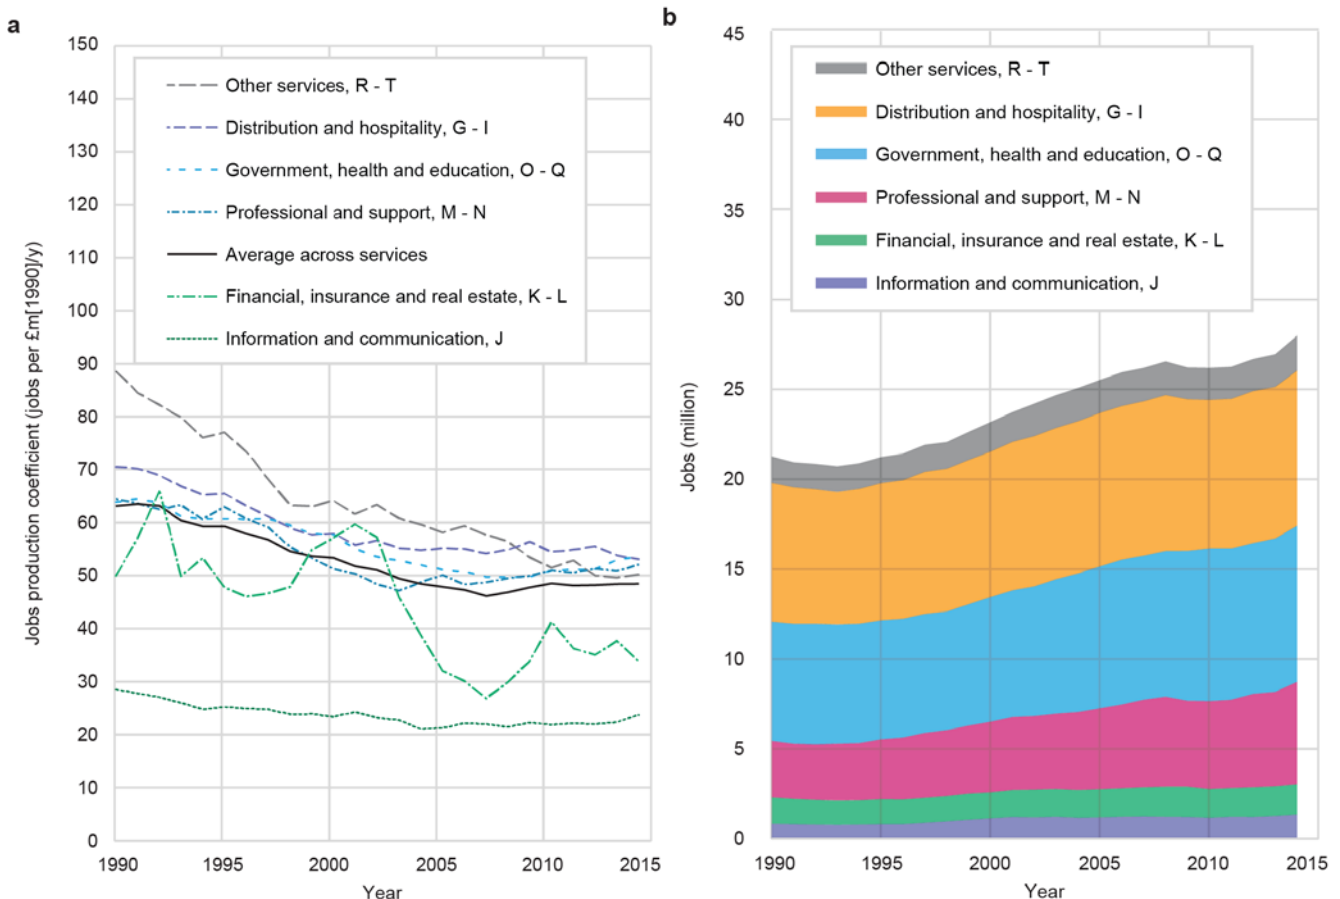 a
Jobs production coefficient (jobs per £m[1990]/y)
150
140
130
120
110
100
90
80
70
60
50
40
30
20
10
0
Other services, R - T
Distribution and hospitality, G - I
Government, health and education, O - Q
Professional and support, M - N
Average across services
Financial, insurance and real estate, K - L
Information and communication, J
1990 1995 2000 2005 2010 2015
Year
b
Jobs (million)
45
40
35
30
25
20
15
10
5
0
Other services, R - T
Distribution and hospitality, G - I
Government, health and education, O - Q
Professional and support, M - N
Financial, insurance and real estate, K - L
Information and communication, J
1990 1995 2000 2005 2010 2015
Year